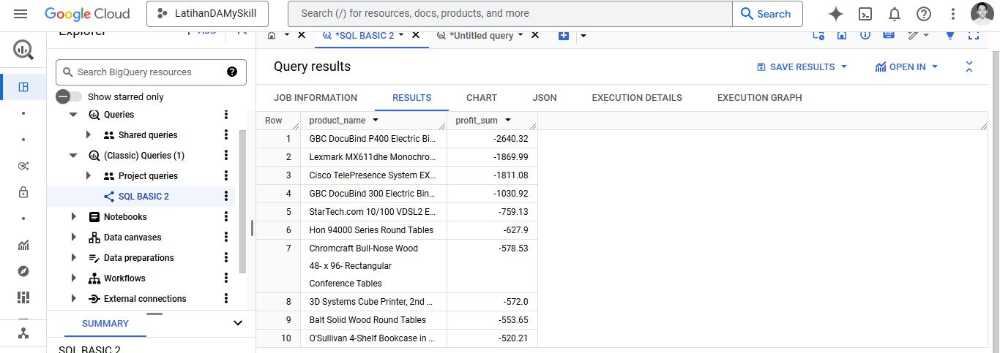 Google Cloud
LatihanDAMySkill
Search (/) for resources, docs, products, and more
Search
Explorer
+ ADD
*SQL BASIC 2
*Untitled query
Search BigQuery resources
Show starred only
Queries
Shared queries
(Classic) Queries (1)
Project queries
SQL BASIC 2
Notebooks
Data canvases
Data preparations
Workflows
External connections
SUMMARY
SQL BASIC 2
Query results
SAVE RESULTS
OPEN IN
JOB INFORMATION RESULTS CHART JSON EXECUTION DETAILS EXECUTION GRAPH
Row product_name profit_sum
1 GBC DocuBind P400 Electric Bi... -2640.32
2 Lexmark MX611dhe Monochro... -1869.99
3 Cisco TelePresence System EX... -1811.08
4 GBC DocuBind 300 Electric Bin... -1030.92
5 StarTech.com 10/100 VDSL2 E... -759.13
6 Hon 94000 Series Round Tables -627.9
7 Chromcraft Bull-Nose Wood -578.53
48- x 96- Rectangular
Conference Tables
8 3D Systems Cube Printer, 2nd ... -572.0
9 Balt Solid Wood Round Tables -553.65
10 O'Sullivan 4-Shelf Bookcase in ... -520.21